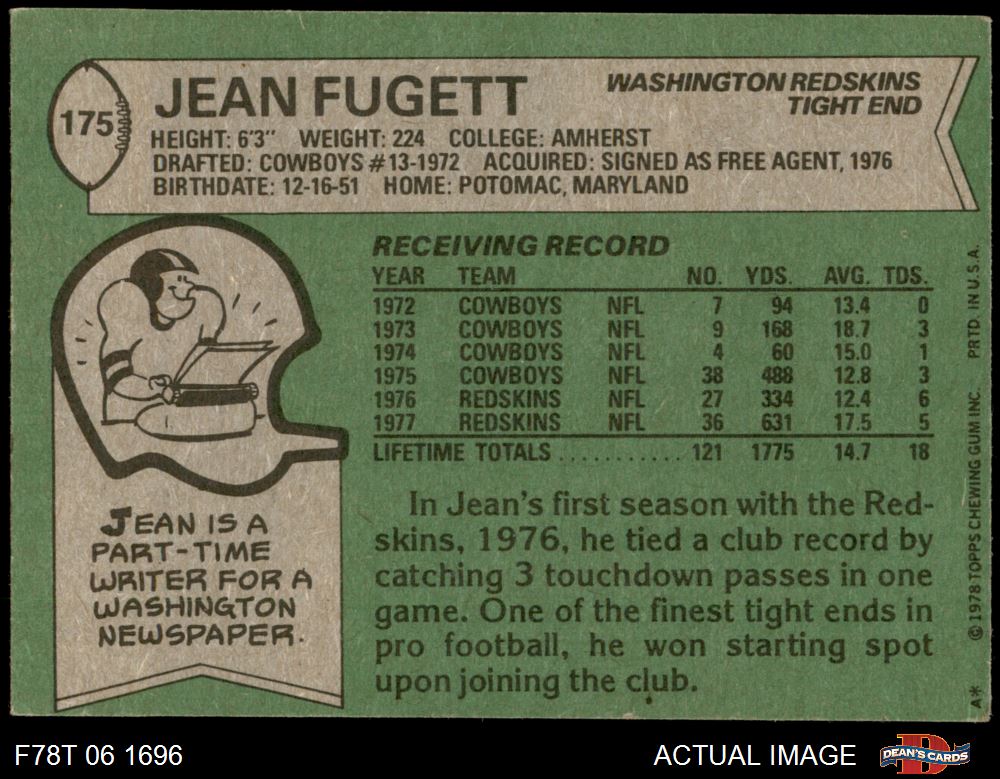 175
JEAN FUGETT
WASHINGTON REDSKINS
TIGHT END
HEIGHT: 6'3" WEIGHT: 224 COLLEGE: AMHERST
DRAFTED: COWBOYS #13-1972 ACQUIRED: SIGNED AS FREE AGENT, 1976
BIRTHDATE: 12-16-51 HOME: POTOMAC, MARYLAND
RECEIVING RECORD
YEAR TEAM NO. YDS. AVG. TDS.
1972 COWBOYS NFL 7 94 13.4 0
1973 COWBOYS NFL 9 168 18.7 3
1974 COWBOYS NFL 4 60 15.0 1
1975 COWBOYS NFL 38 488 12.8 3
1976 REDSKINS NFL 27 334 12.4 6
1977 REDSKINS NFL 36 631 17.5 5
LIFETIME TOTALS . . . . . . . . . . . 121 1775 14.7 18
JEAN IS A
PART-TIME
WRITER FOR A
WASHINGTON
NEWSPAPER.
In Jean's first season with the Red-
skins, 1976, he tied a club record by
catching 3 touchdown passes in one
game. One of the finest tight ends in
pro football, he won starting spot
upon joining the club.
A* © 1978 TOPPS CHEWING GUM INC. PRTD IN U.S.A.
F78T 06 1696
ACTUAL IMAGE
DEAN'S CARDS